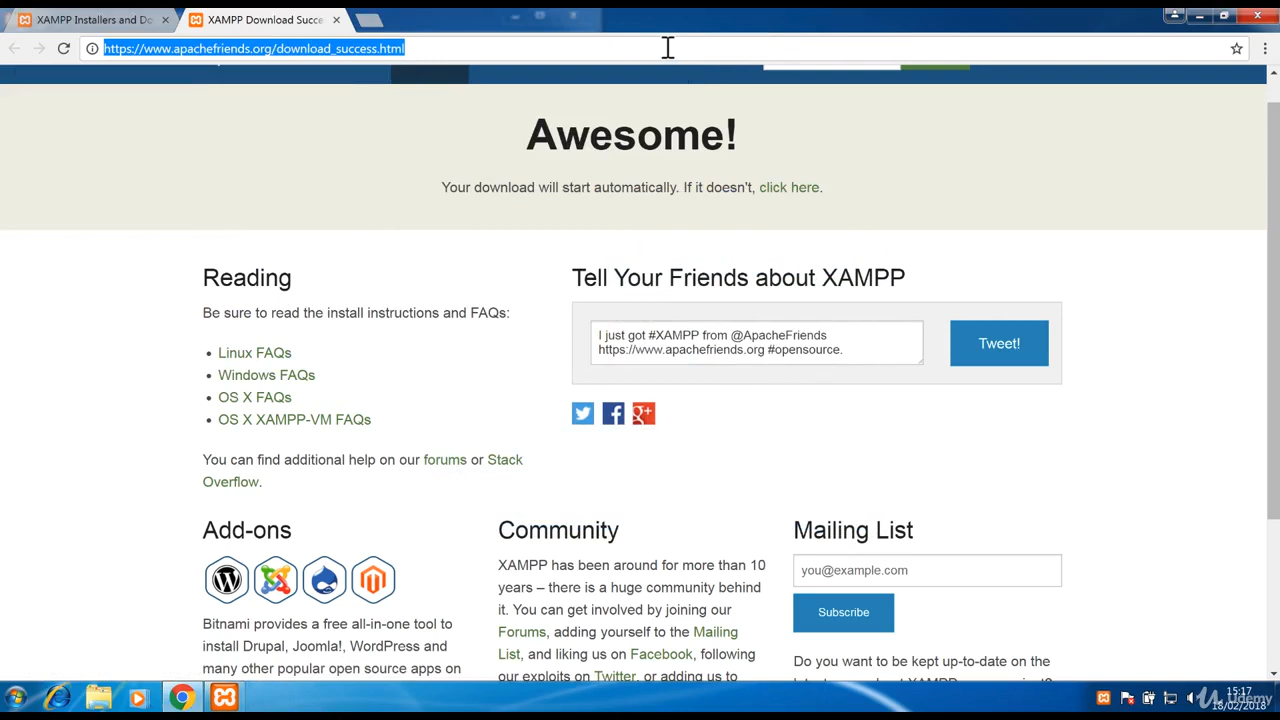 XAMPP Installers and Do
XAMPP Download Succe
https://www.apachefriends.org/download_success.html
Awesome!
Your download will start automatically. If it doesn't, click here.
Reading
Be sure to read the install instructions and FAQs:
Linux FAQs
Windows FAQs
OS X FAQs
OS X XAMPP-VM FAQs
You can find additional help on our forums or Stack
Overflow.
Tell Your Friends about XAMPP
I just got #XAMPP from @ApacheFriends
https://www.apachefriends.org #opensource.
Tweet!
Add-ons
Bitnami provides a free all-in-one tool to
install Drupal, Joomla!, WordPress and
many other popular open source apps on
Community
XAMPP has been around for more than 10
years – there is a huge community behind
it. You can get involved by joining our
Forums, adding yourself to the Mailing
List, and liking us on Facebook, following
our exploits on Twitter, or adding us to
Mailing List
you@example.com
Subscribe
Do you want to be kept up-to-date on the
15:17
18/02/2018
Udemy